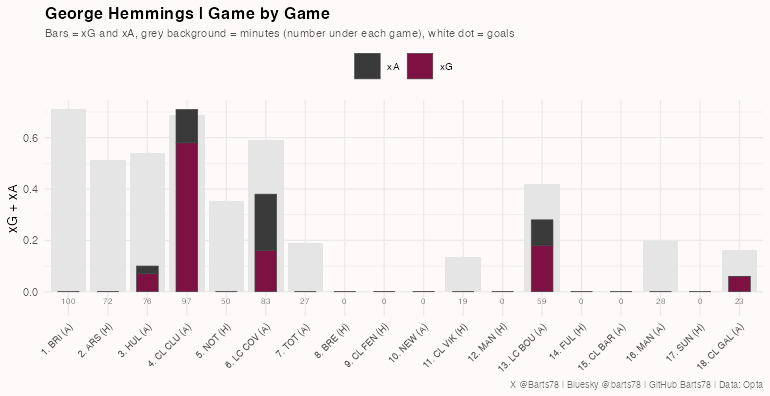 George Hemmings | Game by Game
Bars = xG and xA, grey background = minutes (number under each game), white dot = goals
xA xG
xG + xA
0.6
0.4
0.2
0.0
100 72 76 97 50 83 27 0 0 0 19 0 59 0 0 28 0 23
1. BRI (A)
2. ARS (H)
3. HUL (A)
4. CL CLU (A)
5. NOT (H)
6. LC COV (A)
7. TOT (A)
8. BRE (H)
9. CL FEN (H)
10. NEW (A)
11. CL VIK (H)
12. MAN (H)
13. LC BOU (A)
14. FUL (H)
15. CL BAR (A)
16. MAN (A)
17. SUN (H)
18. CL GAL (A)
X @Barts78 | Bluesky @barts78 | GitHub Barts78 | Data: Opta